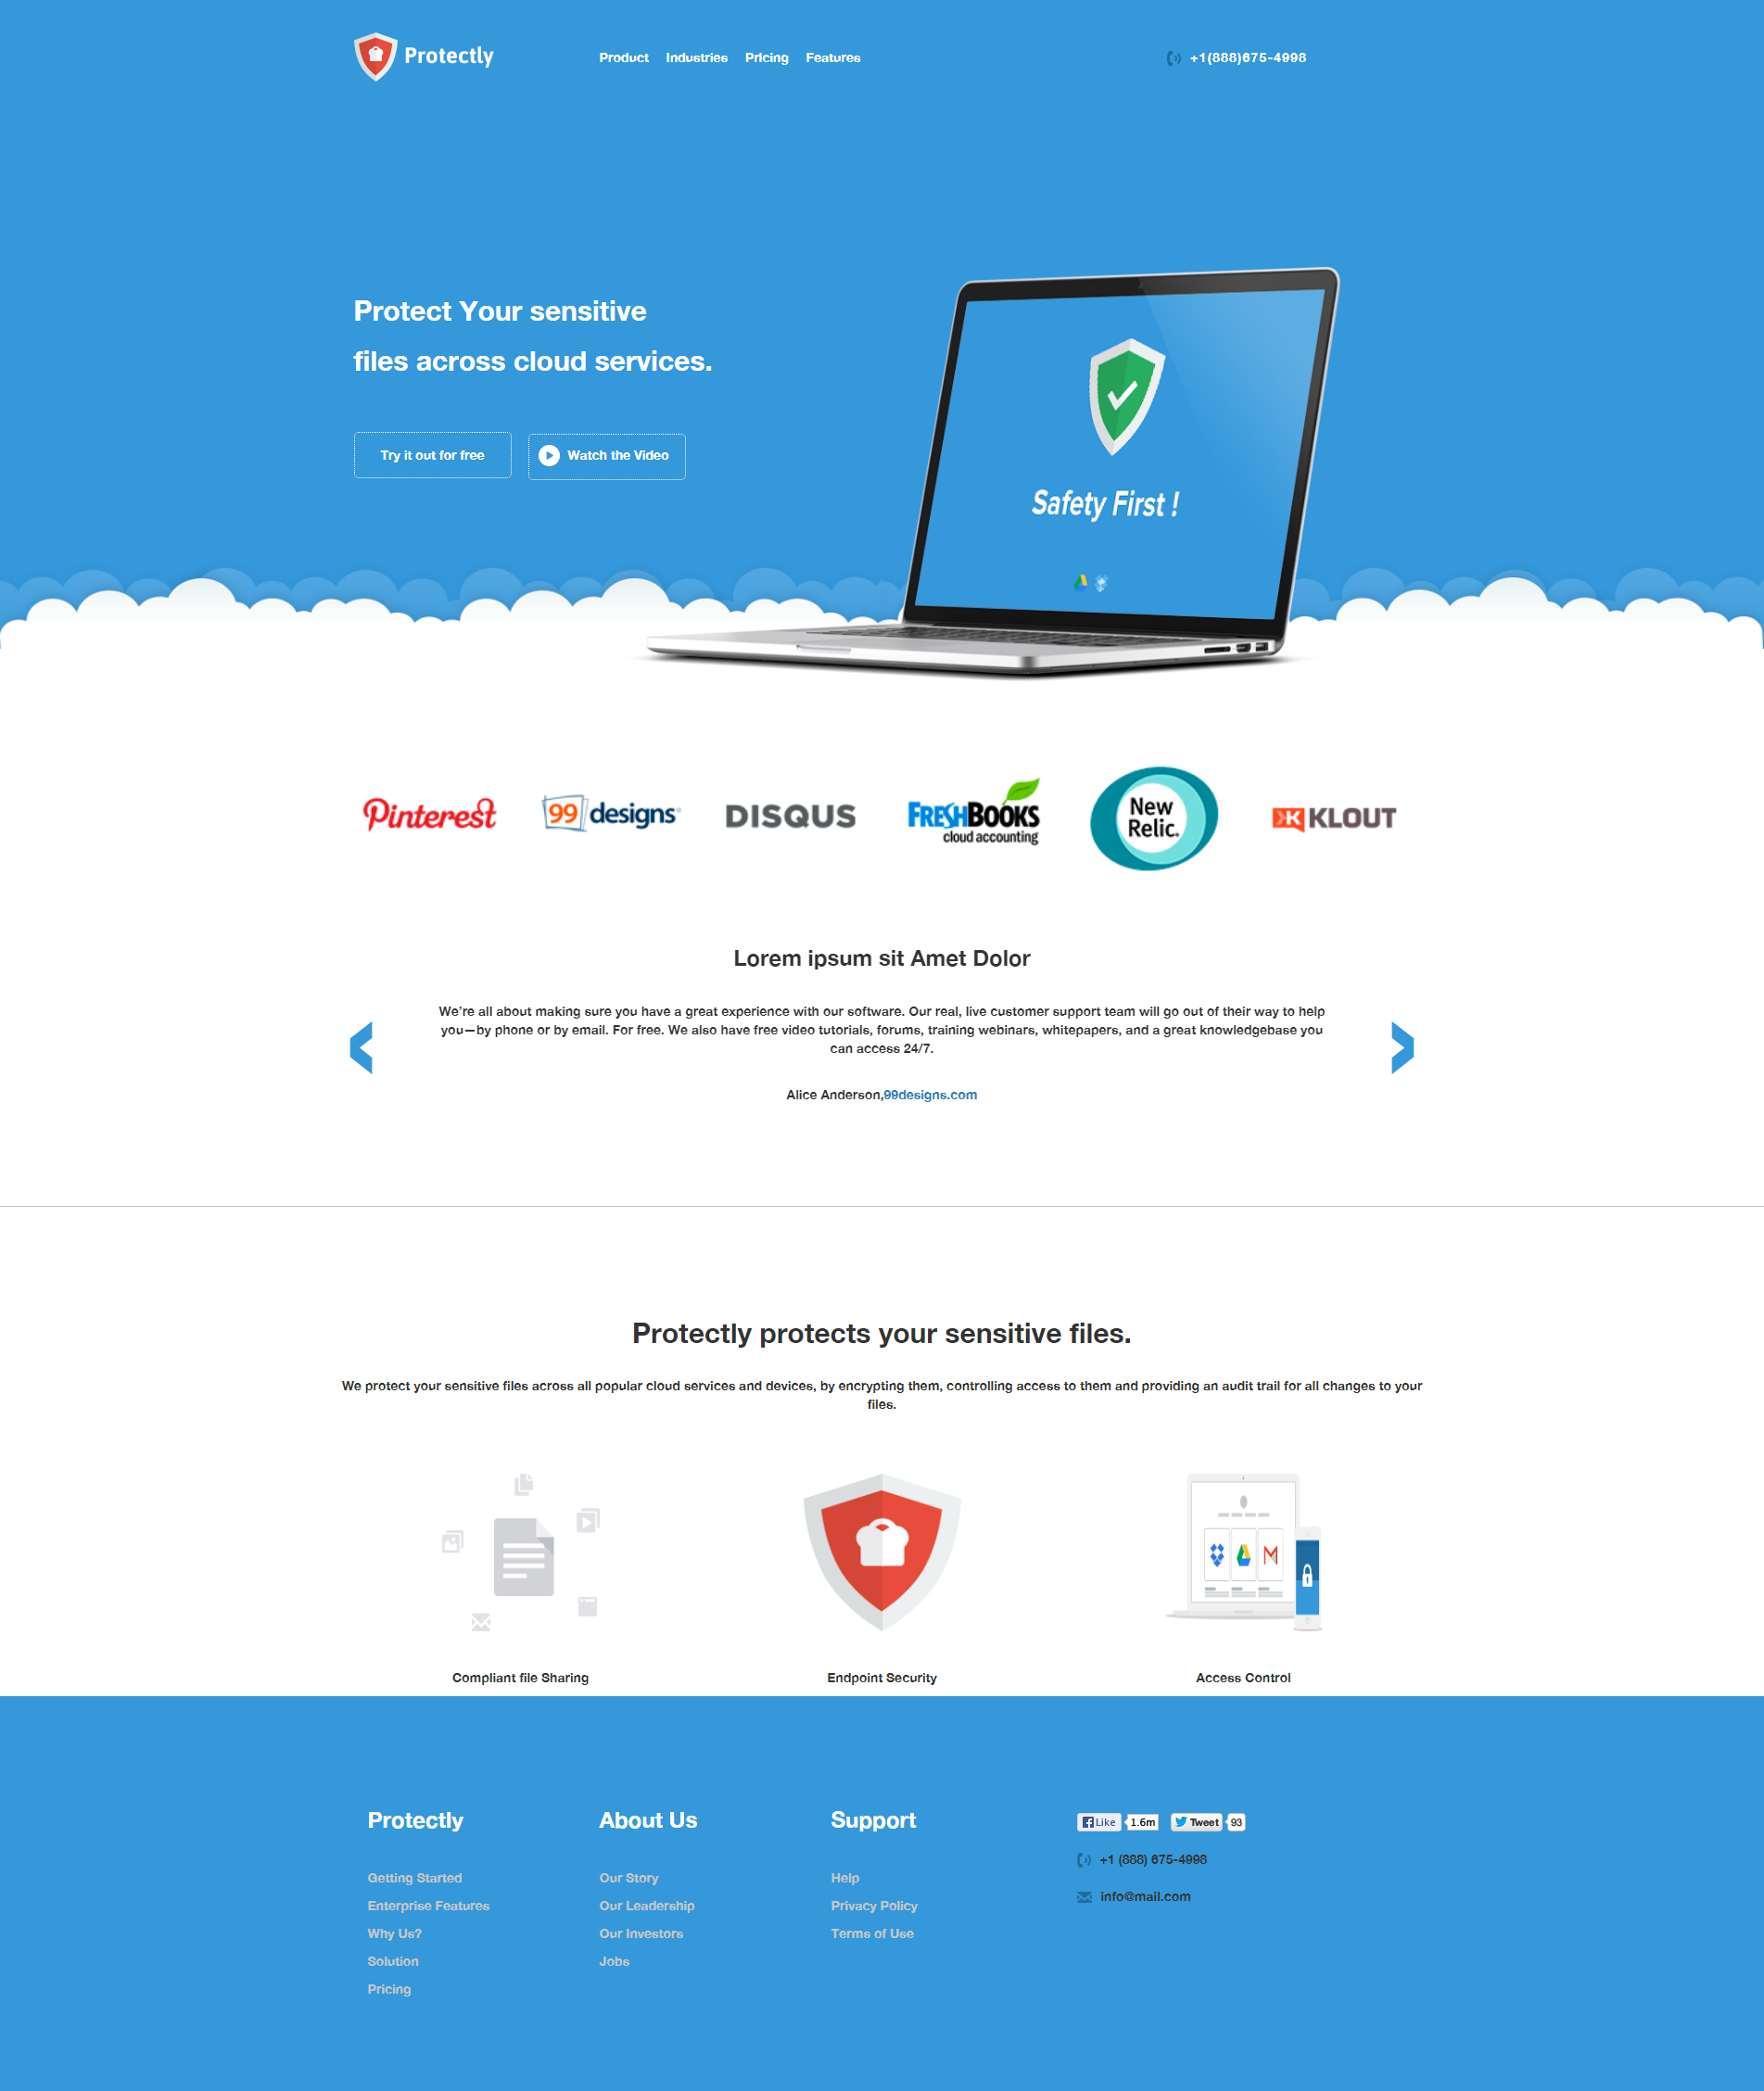 Protectly
Product Industries PrIcIng Features
+1(888)675-4998
Protect Your sensitive
files across cloud services.
Try it out for free
Watch the Video
Safety First !
Pinterest
99designs®
DISQUS
FRESHBOOKS
cloud accounting
New
Relic.
K KLOUT
Lorem ipsum sit Amet Dolor
We're all about making sure you have a great experience with our software. Our real, live customer support team will go out of their way to help
you—by phone or by email. For free. We also have free video tutorials, forums, training webinars, whitepapers, and a great knowledgebase you
can access 24/7.
Alice Anderson,99designs.com
Protectly protects your sensitive files.
We protect your sensitive files across all popular cloud services and devices, by encrypting them, controlling access to them and providing an audit trail for all changes to your
files.
Compliant file Sharing
Endpoint Security
Access Control
Protectly
Getting Started
Enterprise Features
Why Us?
Solution
Pricing
About Us
Our Story
Our Leadership
Our Investors
Jobs
Support
Help
Privacy Policy
Terms of Use
Like 1.6m Tweet 93
+1 (888) 675-4998
info@mail.com